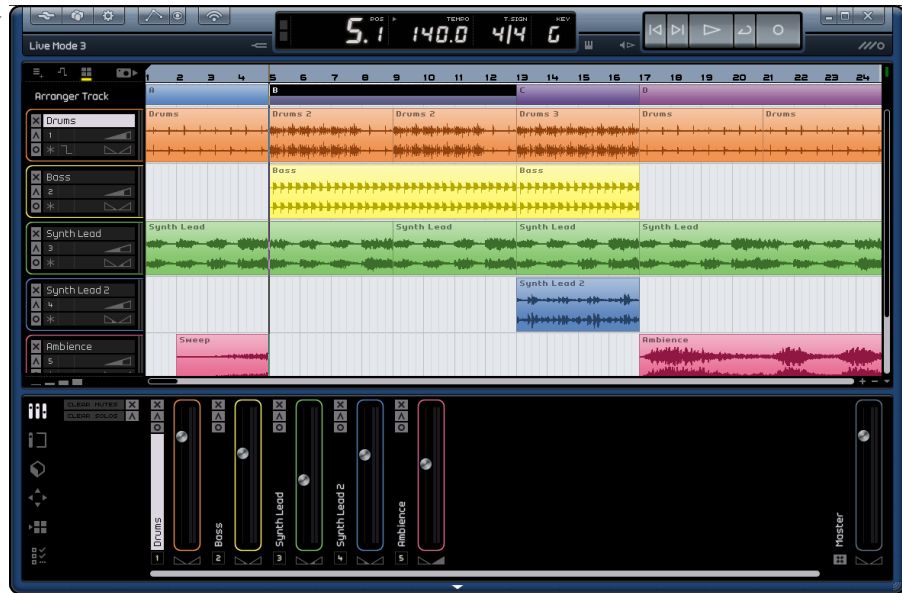 POS TEMPO T.SIGN KEY
5.1 140.0 4|4 G
Live Mode 3
1 2 3 4 5 6 7 8 9 10 11 12 13 14 15 16 17 18 19 20 21 22 23 24
Arranger Track
A B C D
Drums
1
Drums Drums 2 Drums 2 Drums 3 Drums Drums
Bass
2
Bass Bass
Synth Lead
3
Synth Lead Synth Lead Synth Lead Synth Lead
Synth Lead 2
4
Synth Lead 2
Ambience
5
Sweep Ambience
CLEAR MUTES
CLEAR SOLOS
Drums
Bass
Synth Lead
Synth Lead 2
Ambience
Master
1 2 3 4 5